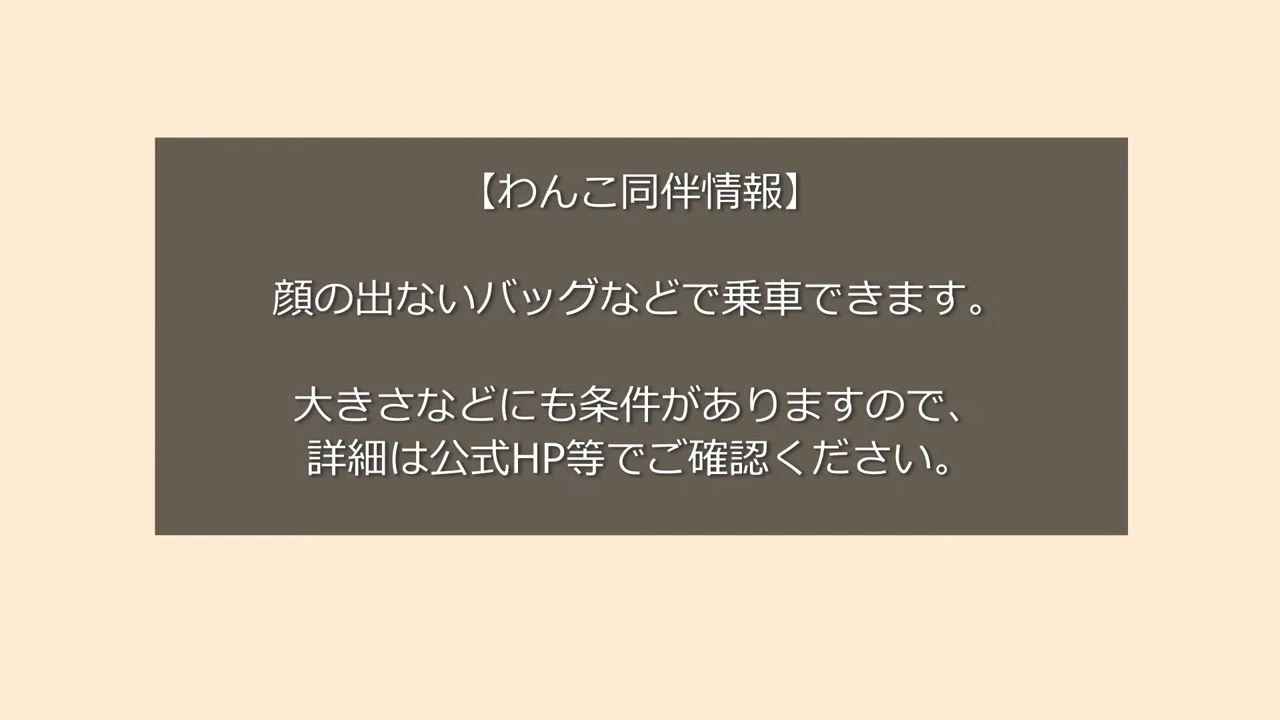 【わんこ同伴情報】
顔の出ないバッグなどで乗車できます。
大きさなどにも条件がありますので、
詳細は公式HP等でご確認ください。